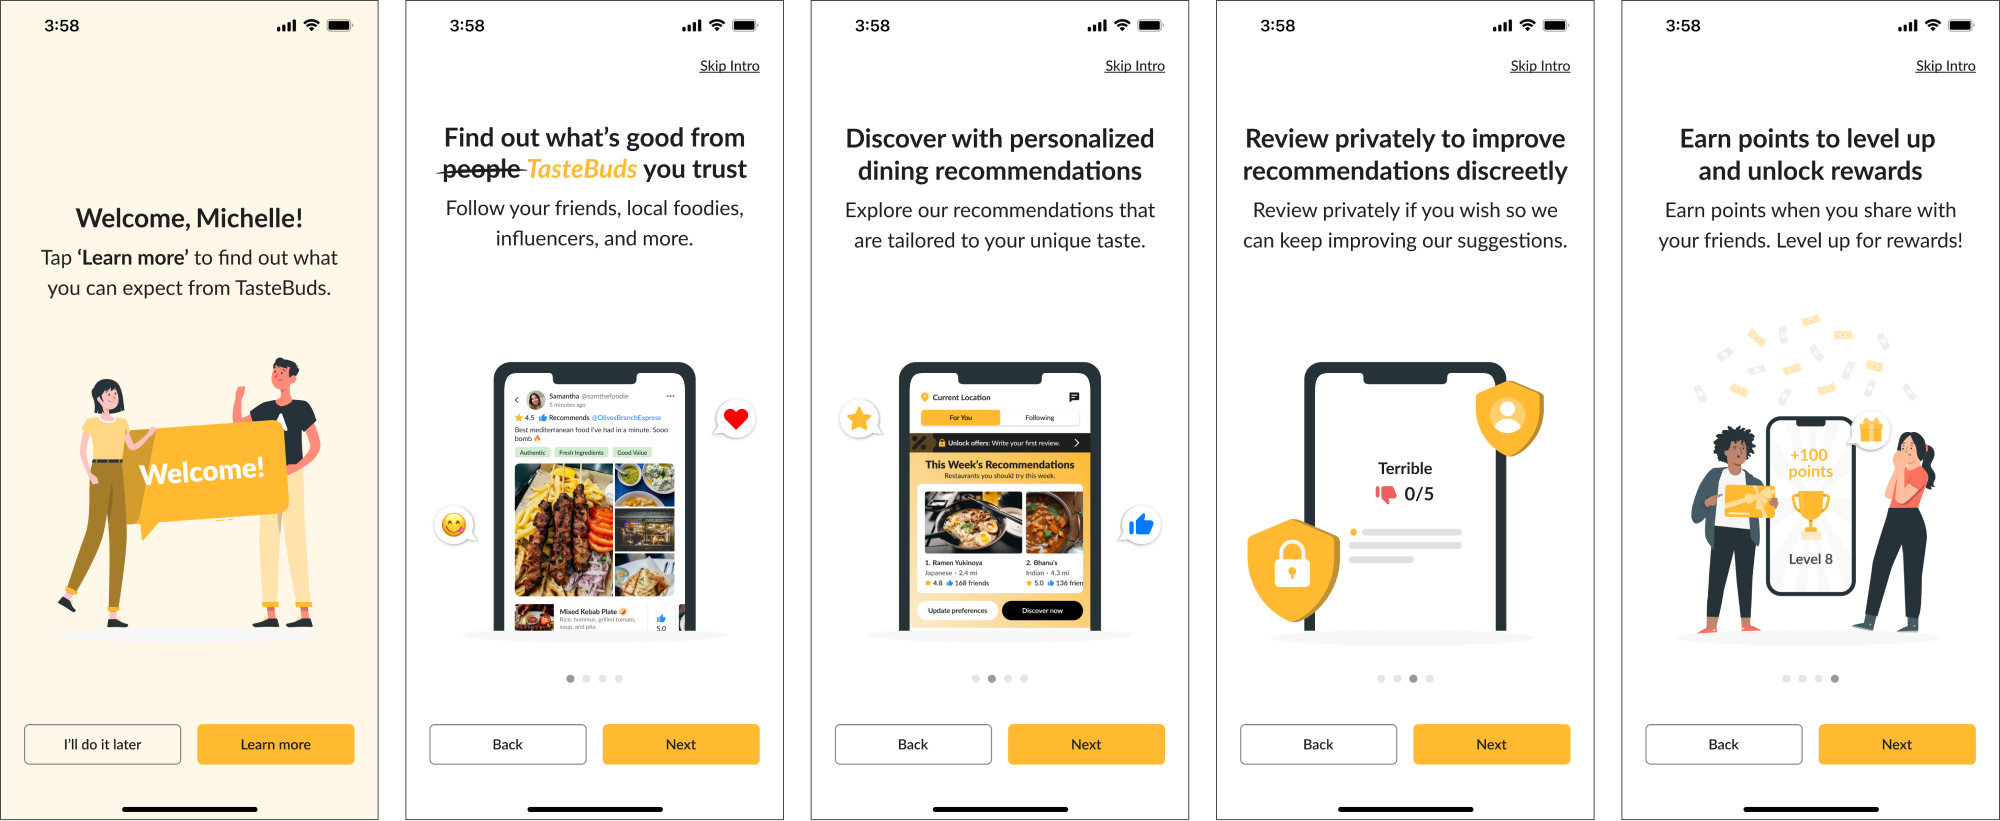 3:58
Welcome, Michelle!
Tap ‘Learn more’ to find out what
you can expect from TasteBuds.
Welcome!
I’ll do it later
Learn more
3:58
Skip Intro
Find out what’s good from
people TasteBuds you trust
Follow your friends, local foodies,
influencers, and more.
Samantha @samthefoodie
5 minutes ago
4.5 Recommends @OlivesBranchExpress
Best mediterranean food I’ve had in a minute. Sooo
bomb 🔥
Authentic Fresh Ingredients Good Value
Mixed Kebab Plate
Rice, hummus, grilled tomato,
soup, and pita
5.0
Back
Next
3:58
Skip Intro
Discover with personalized
dining recommendations
Explore our recommendations that
are tailored to your unique taste.
Current Location
For You
Following
Unlock offers: Write your first review.
This Week’s Recommendations
Restaurants you should try this week.
1. Ramen Yukinoya
Japanese · 2.4 mi
4.8 168 friends
2. Bhanu’s
Indian · 4.3 mi
5.0 136 frien
Update preferences
Discover now
Back
Next
3:58
Skip Intro
Review privately to improve
recommendations discreetly
Review privately if you wish so we
can keep improving our suggestions.
Terrible
0/5
Back
Next
3:58
Skip Intro
Earn points to level up
and unlock rewards
Earn points when you share with
your friends. Level up for rewards!
+100
points
Level 8
Back
Next